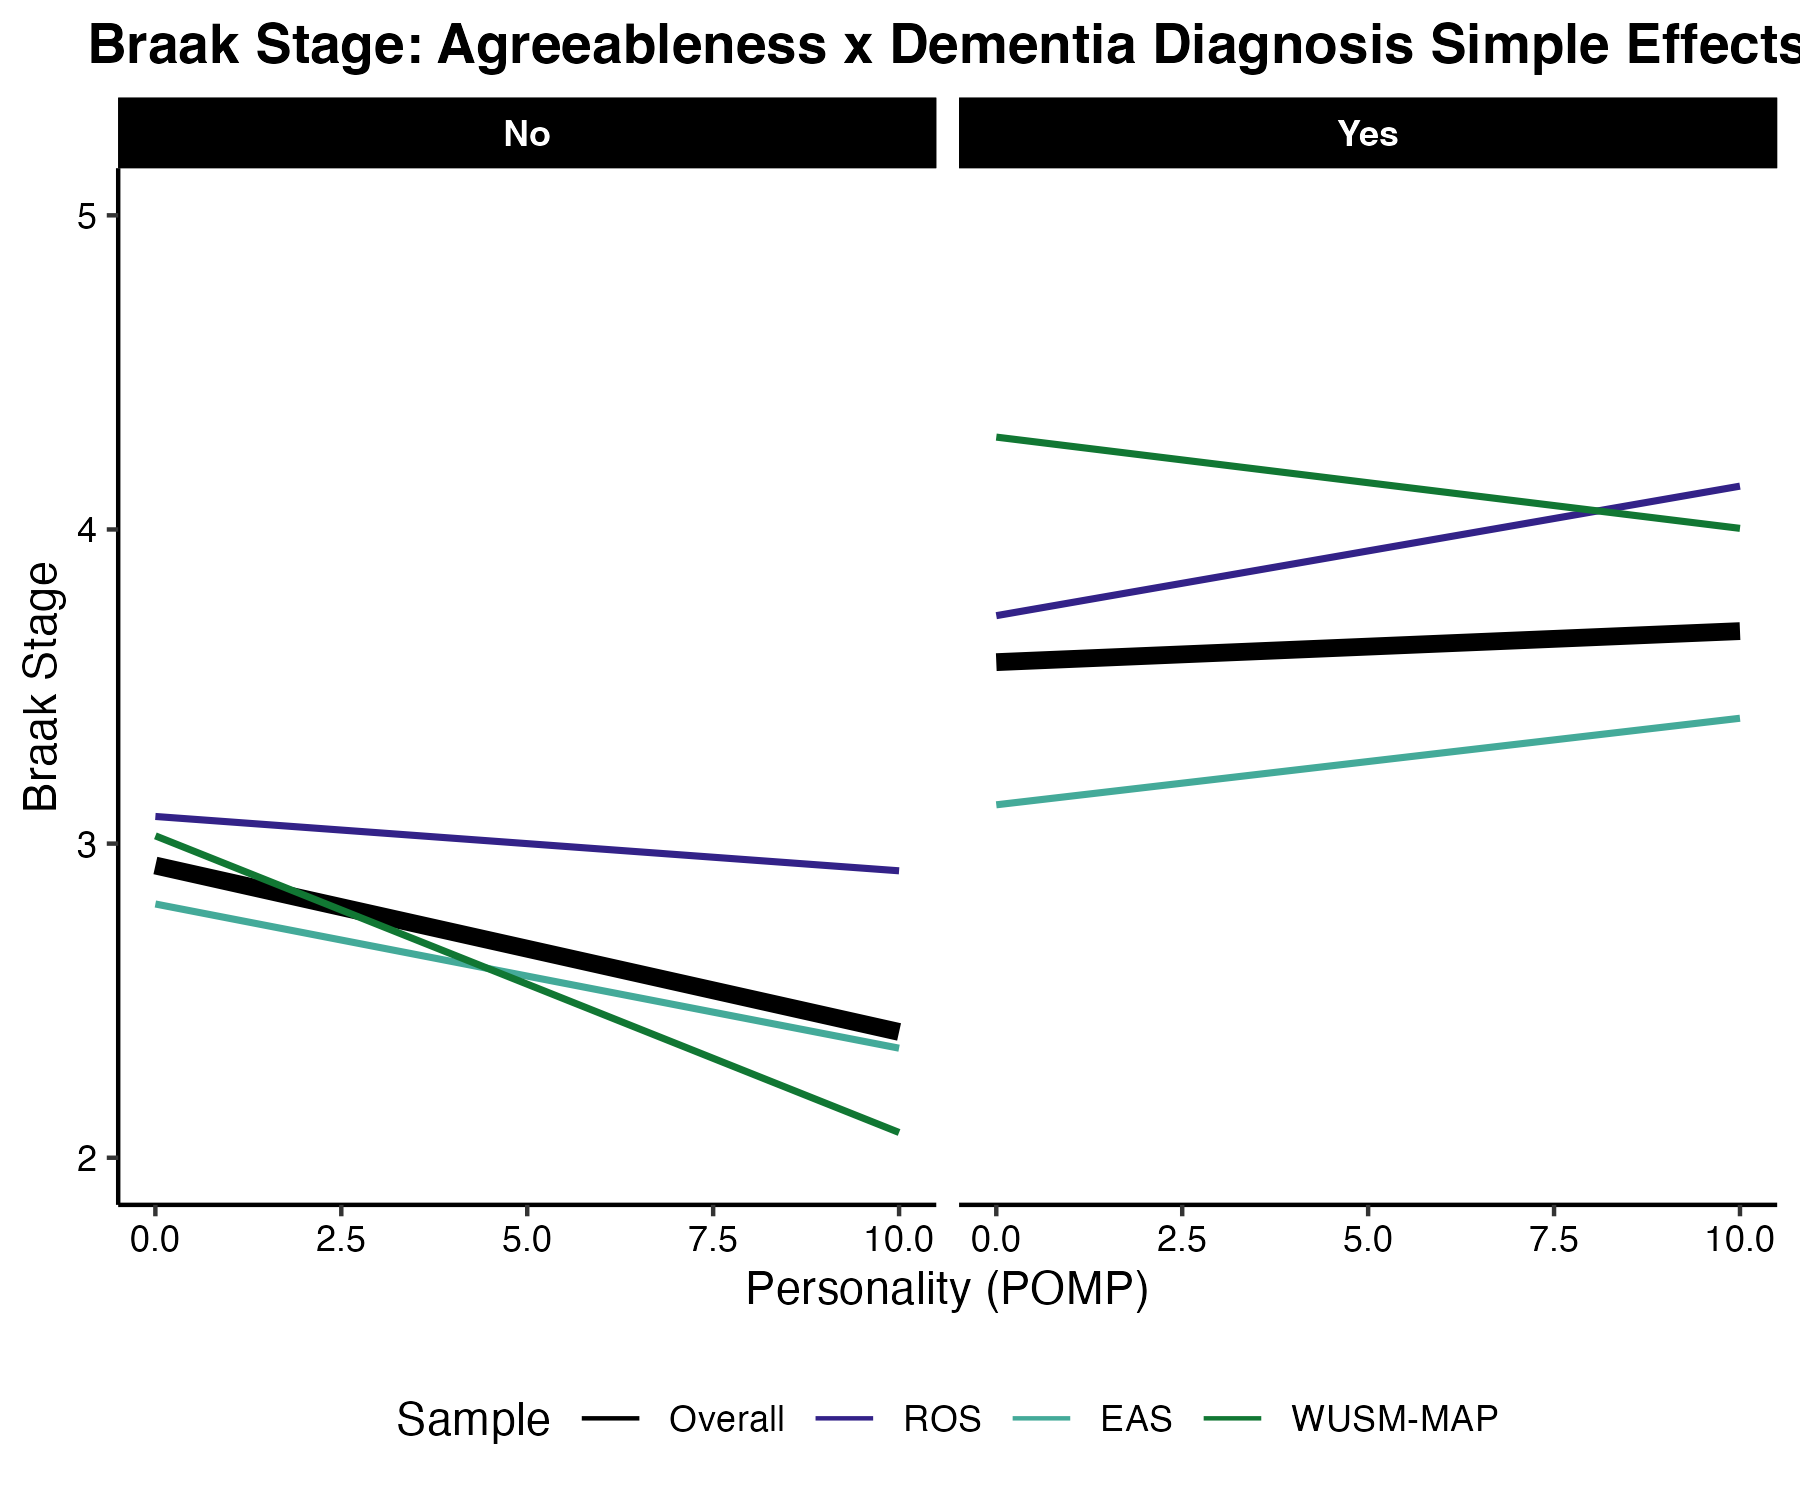 Braak Stage: Agreeableness x Dementia Diagnosis Simple Effects
No
Yes
5
4
3
2
Braak Stage
0.0 2.5 5.0 7.5 10.0 0.0 2.5 5.0 7.5 10.0
Personality (POMP)
Sample Overall ROS EAS WUSM-MAP